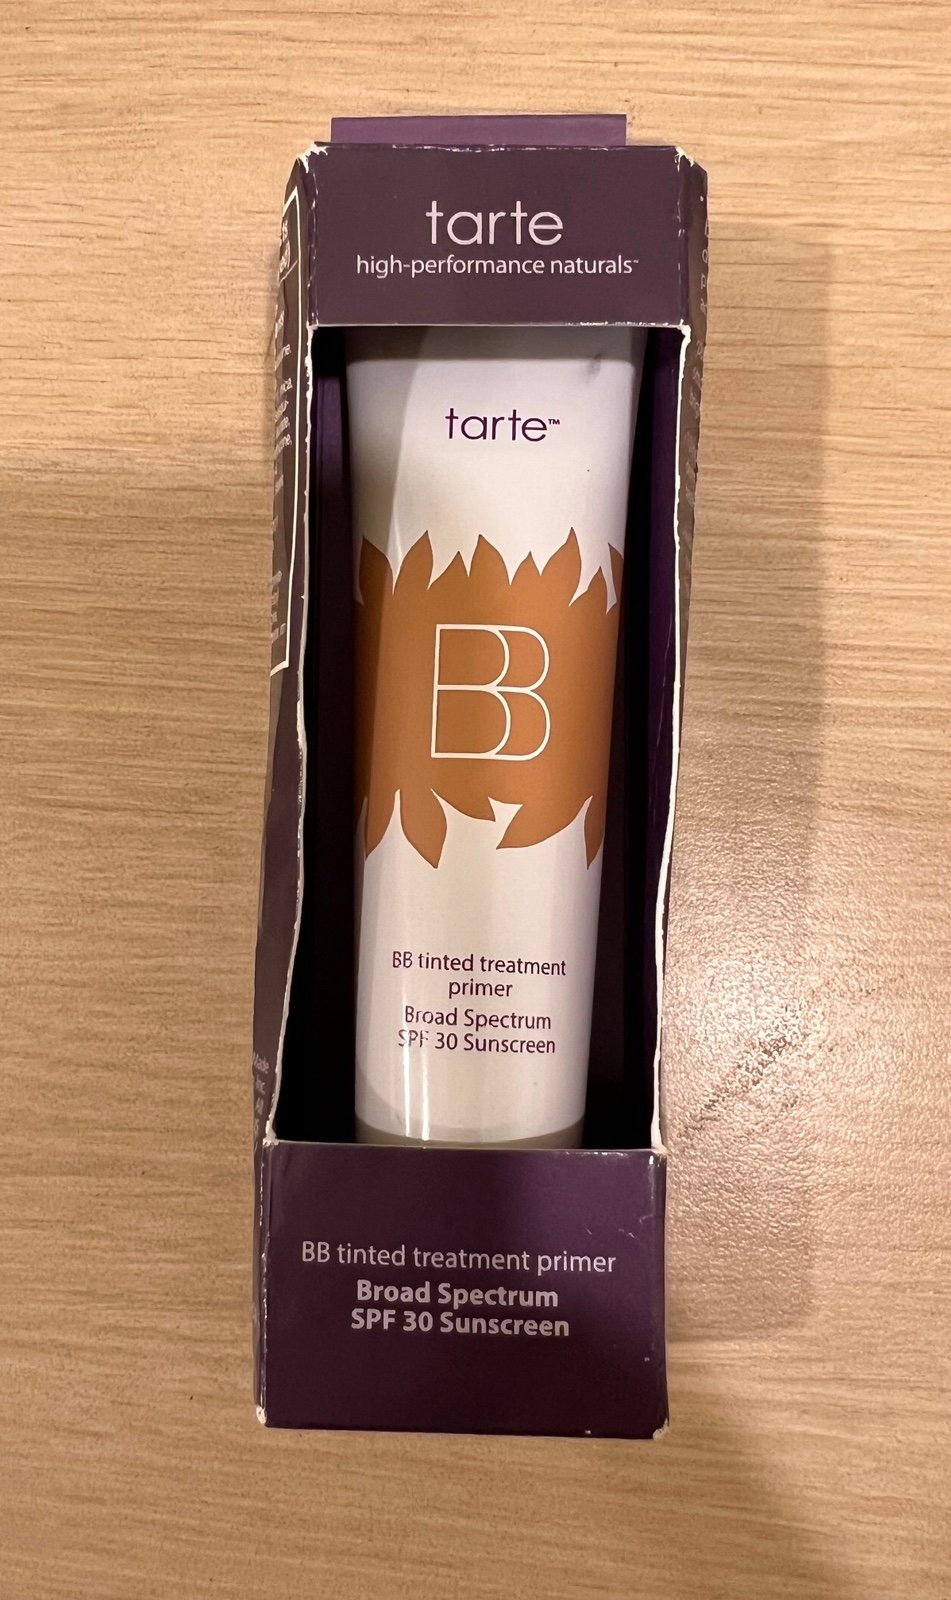 tarte
high-performance naturals™
tarte™
BB
BB tinted treatment
primer
Broad Spectrum
SPF 30 Sunscreen
BB tinted treatment primer
Broad Spectrum
SPF 30 Sunscreen
Made